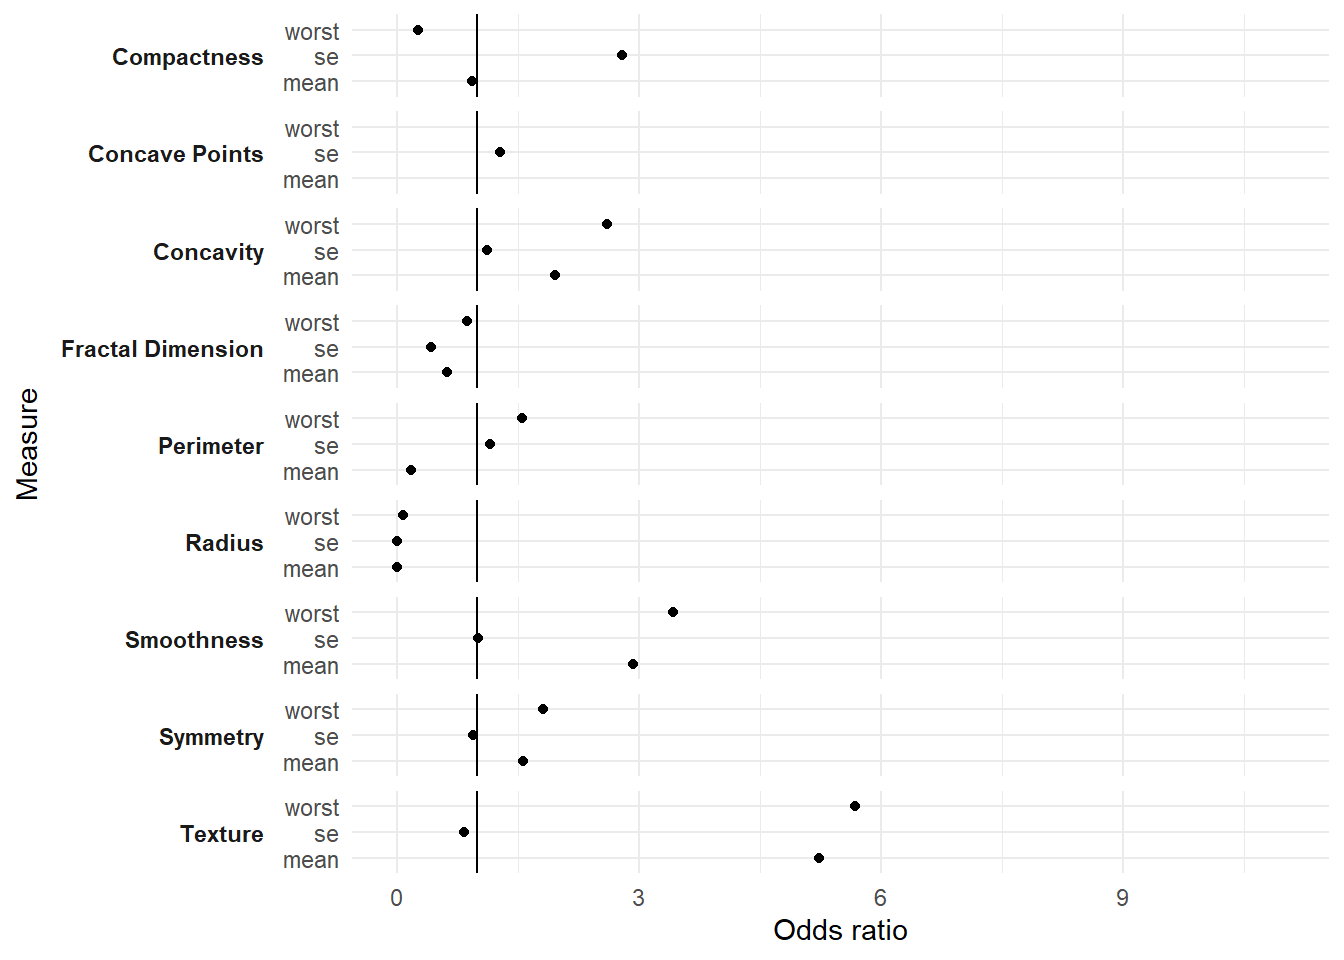 Measure
Compactness
worst
se
mean
Concave Points
worst
se
mean
Concavity
worst
se
mean
Fractal Dimension
worst
se
mean
Perimeter
worst
se
mean
Radius
worst
se
mean
Smoothness
worst
se
mean
Symmetry
worst
se
mean
Texture
worst
se
mean
0 3 6 9
Odds ratio